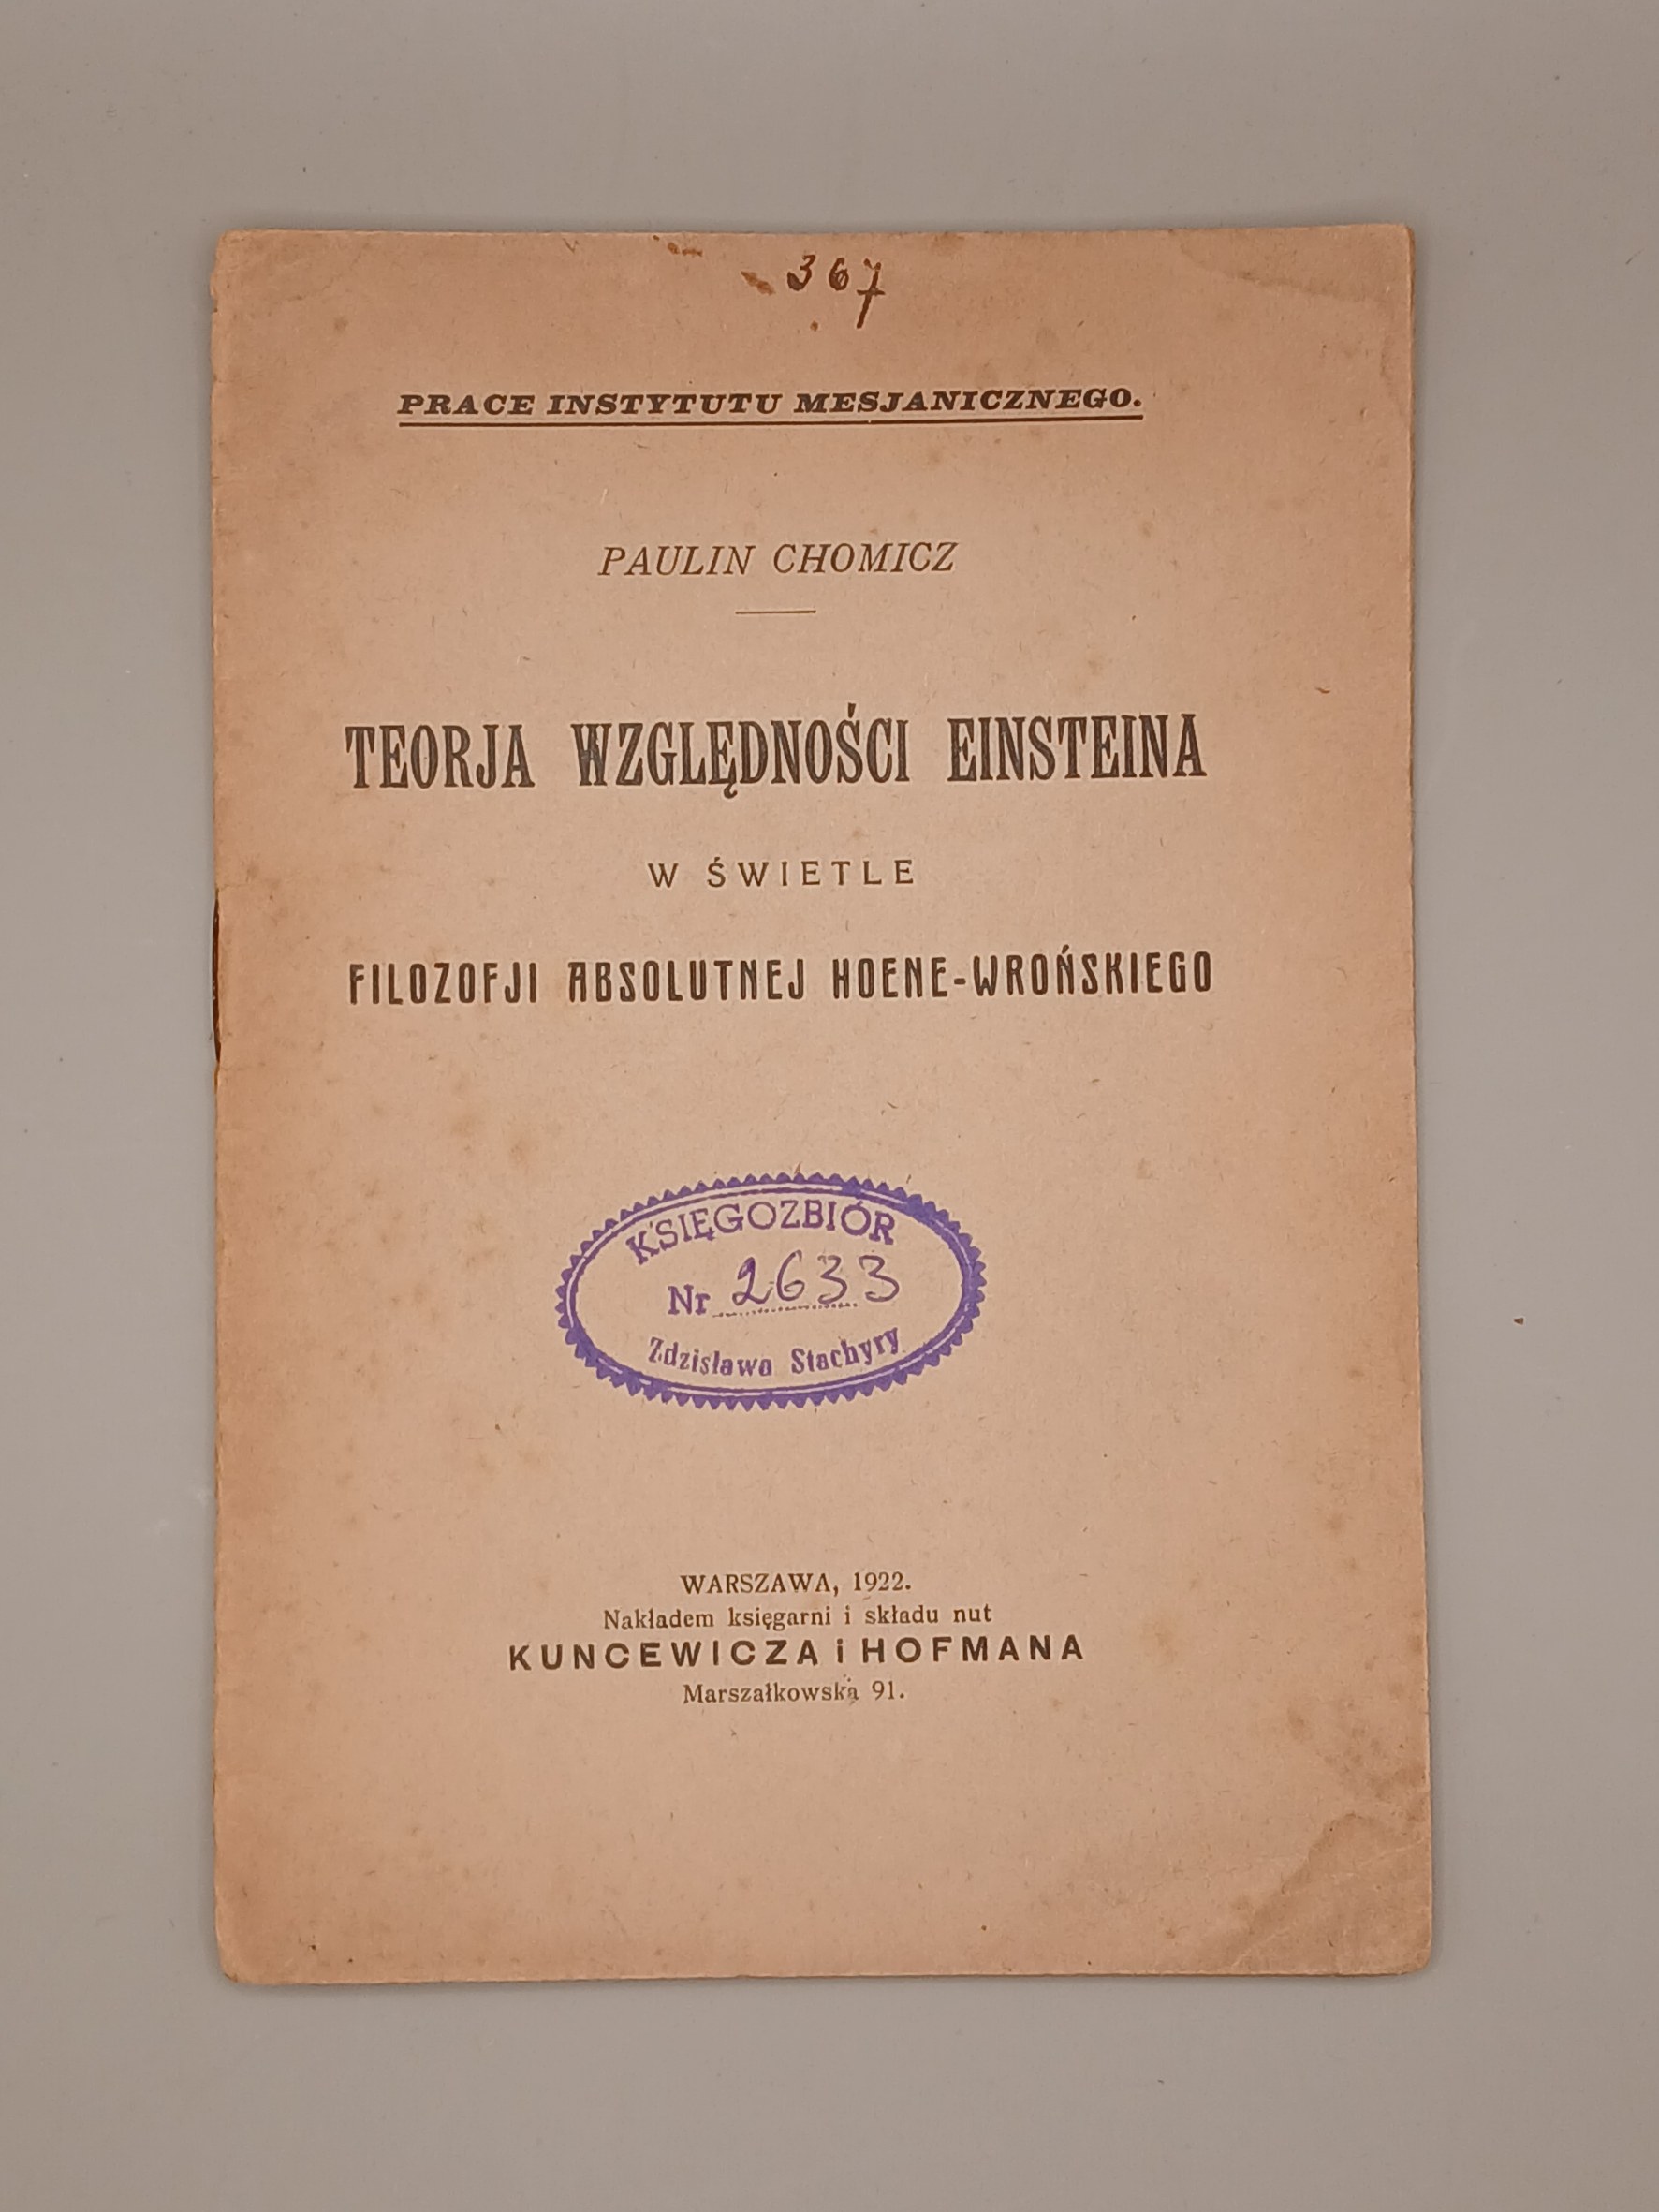 367
PRACE INSTYTUTU MESJANICZNEGO.
PAULIN CHOMICZ
TEORJA WZGLĘDNOŚCI EINSTEINA
W ŚWIETLE
FILOZOFJI ABSOLUTNEJ HOENE-WROŃSKIEGO
KSIĘGOZBIÓR
Nr 2633
Zdzisława Stachyry
WARSZAWA, 1922.
Nakładem księgarni i składu nut
KUNCEWICZA i HOFMANA
Marszałkowska 91.